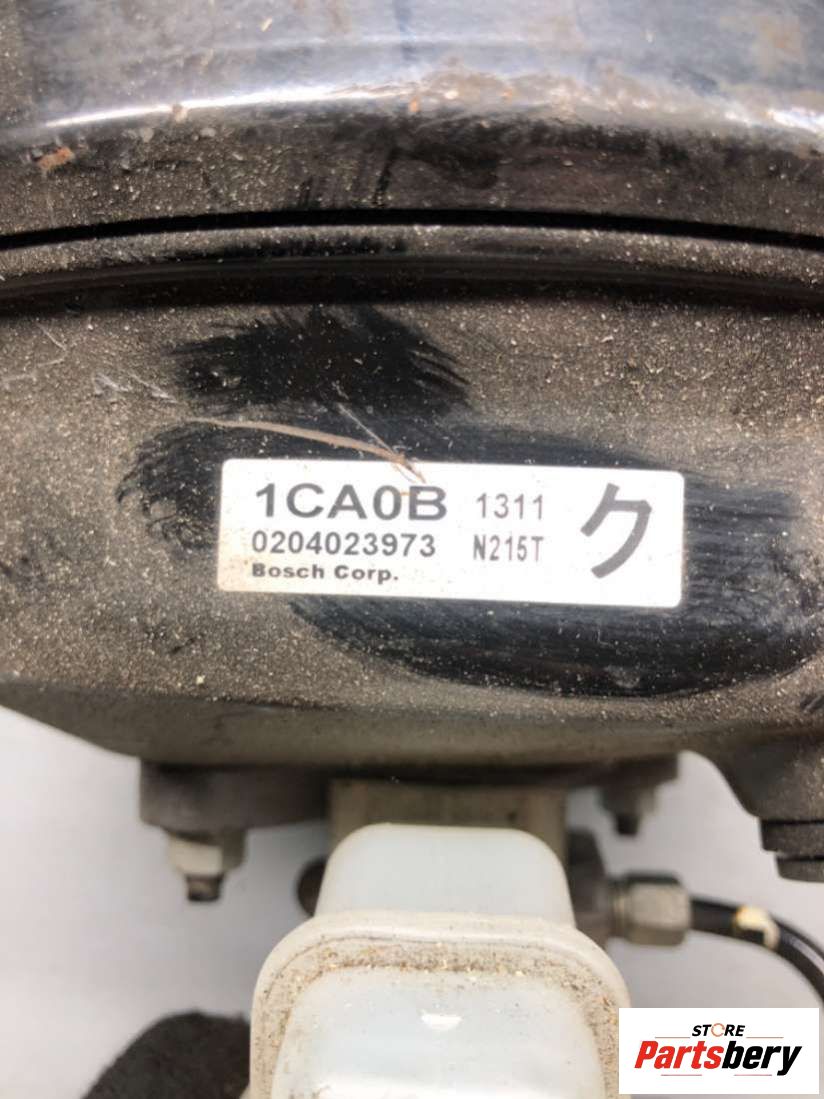 1CA0B 1311 ク
0204023973 N215T
Bosch Corp.
STORE
Partsbery